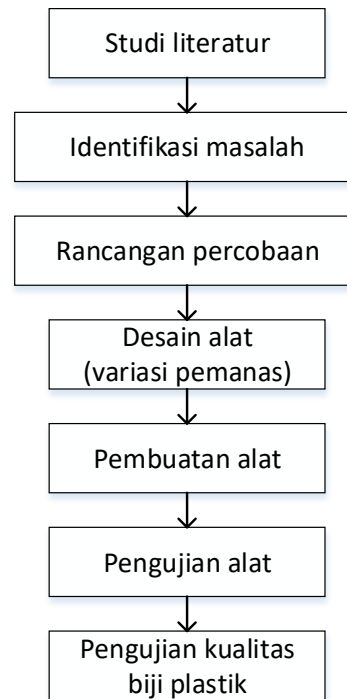 Studi literatur
Identifikasi masalah
Rancangan percobaan
Desain alat
(variasi pemanas)
Pembuatan alat
Pengujian alat
Pengujian kualitas
biji plastik